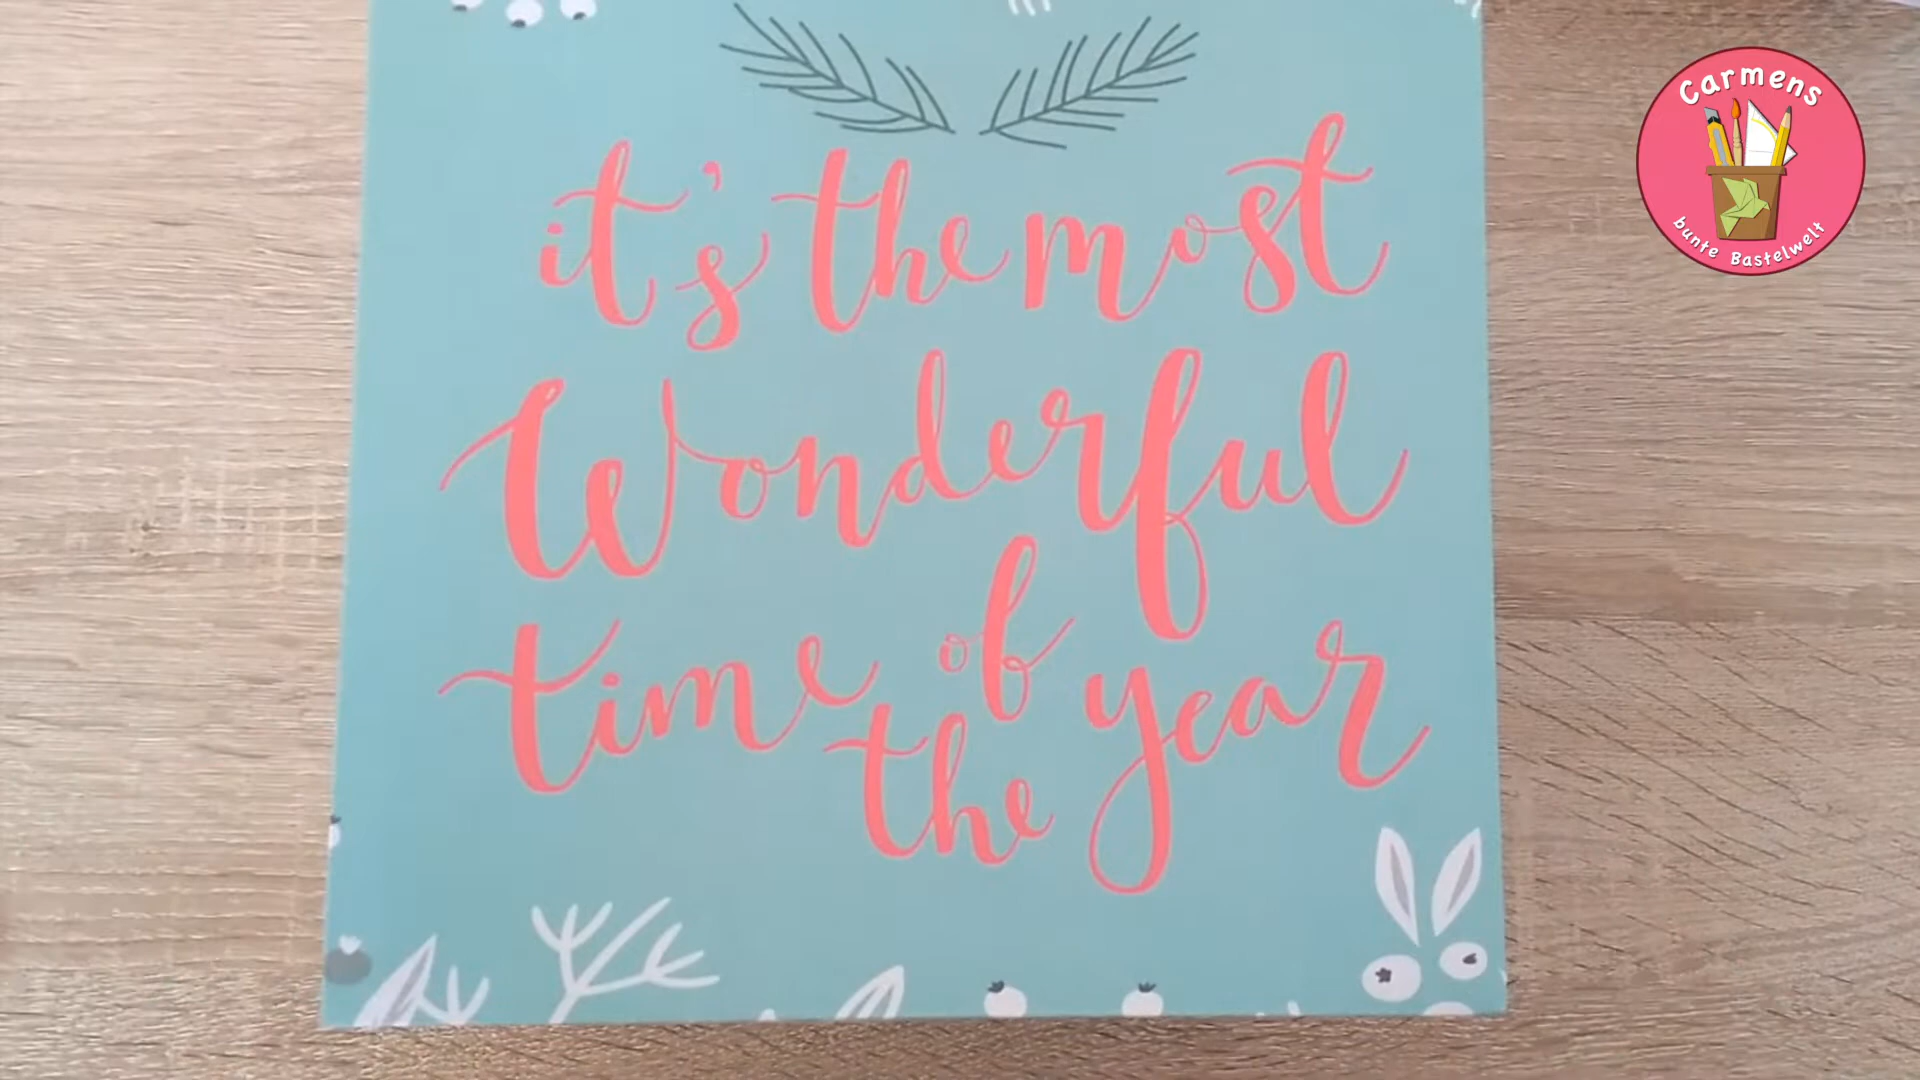 it's the most
Wonderful
time of
the year
Carmens
bunte Bastelwelt